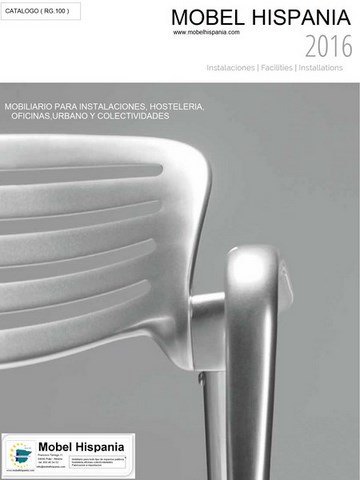 CATALOGO ( RG.100 )
MOBEL HISPANIA
www.mobelhispania.com
2016
Instalaciones | Facilities | Installations
MOBILIARIO PARA INSTALACIONES, HOSTELERIA,
OFICINAS,URBANO Y COLECTIVIDADES
Mobel Hispania